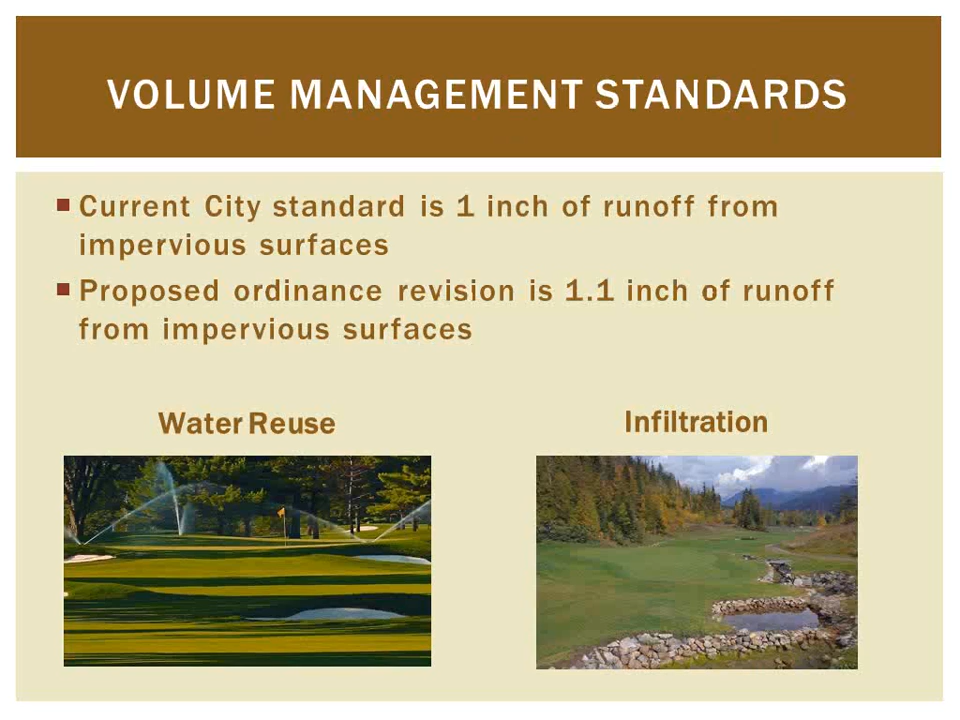 VOLUME MANAGEMENT STANDARDS
Current City standard is 1 inch of runoff from
impervious surfaces
Proposed ordinance revision is 1.1 inch of runoff
from impervious surfaces
Water Reuse
Infiltration